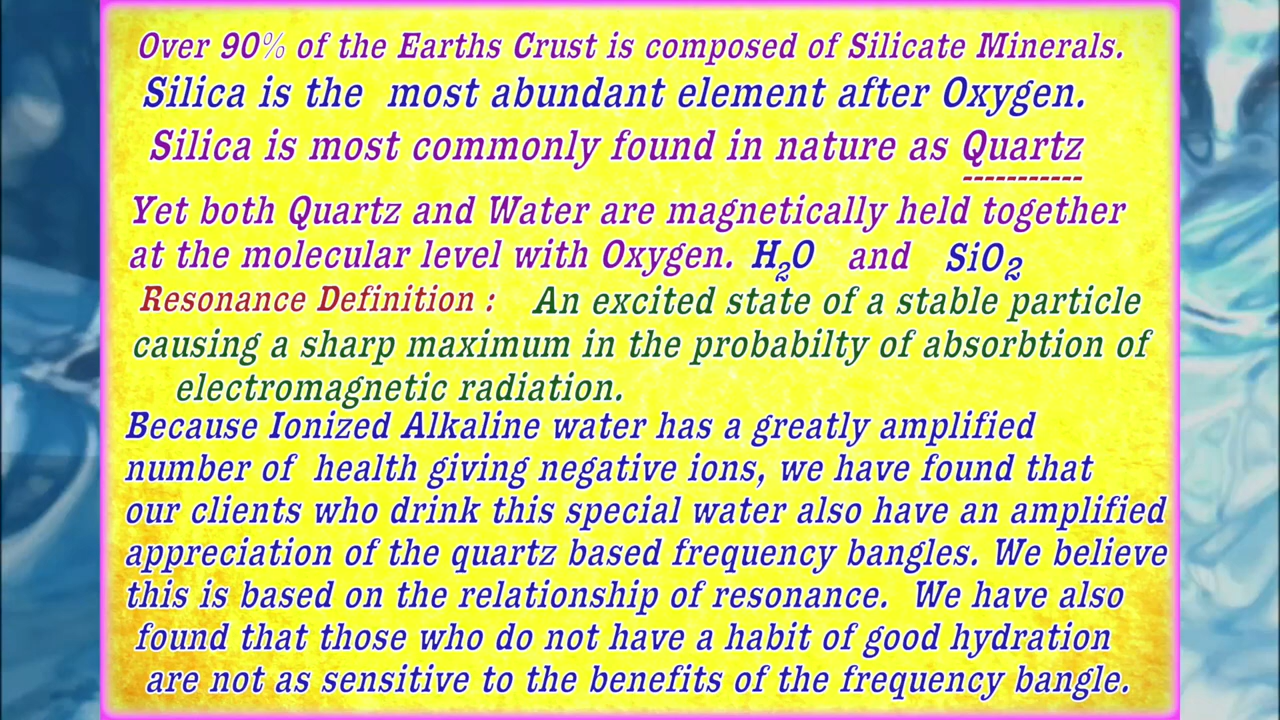 Over 90% of the Earths Crust is composed of Silicate Minerals.
Silica is the most abundant element after Oxygen.
Silica is most commonly found in nature as Quartz
-----------
Yet both Quartz and Water are magnetically held together
at the molecular level with Oxygen. H₂O and SiO₂
Resonance Definition : An excited state of a stable particle
causing a sharp maximum in the probabilty of absorbtion of
electromagnetic radiation.
Because Ionized Alkaline water has a greatly amplified
number of health giving negative ions, we have found that
our clients who drink this special water also have an amplified
appreciation of the quartz based frequency bangles. We believe
this is based on the relationship of resonance. We have also
found that those who do not have a habit of good hydration
are not as sensitive to the benefits of the frequency bangle.